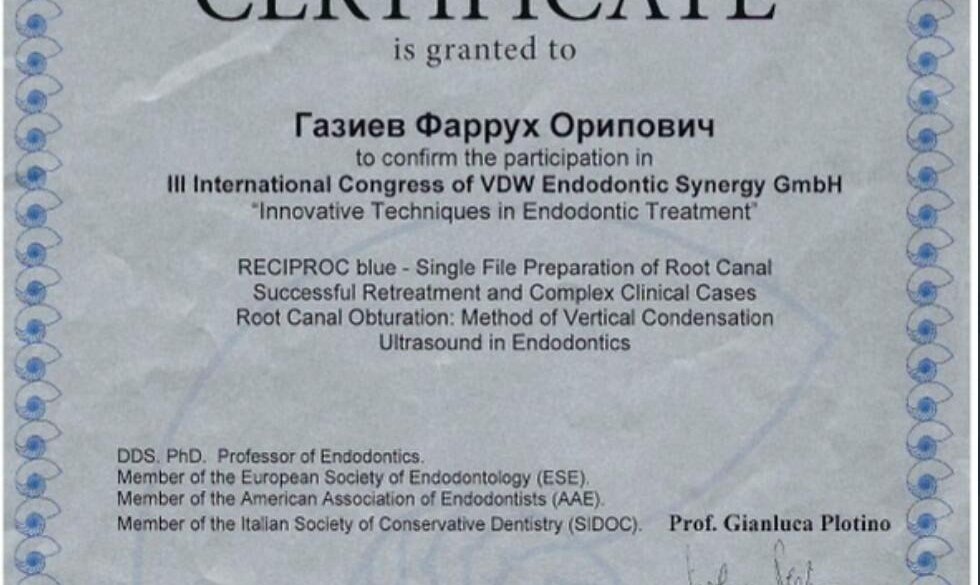 CERTIFICATE
is granted to
Газиев Фаррух Орипович
to confirm the participation in
III International Congress of VDW Endodontic Synergy GmbH
"Innovative Techniques in Endodontic Treatment"
RECIPROC blue - Single File Preparation of Root Canal
Successful Retreatment and Complex Clinical Cases
Root Canal Obturation: Method of Vertical Condensation
Ultrasound in Endodontics
DDS. PhD. Professor of Endodontics.
Member of the European Society of Endodontology (ESE).
Member of the American Association of Endodontists (AAE).
Member of the Italian Society of Conservative Dentistry (SIDOC). Prof. Gianluca Plotino